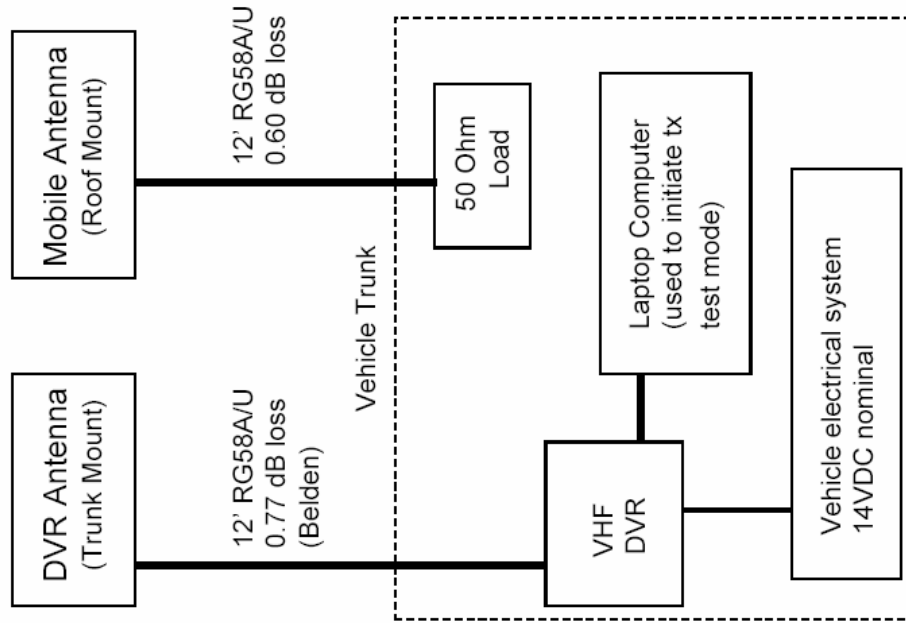 DVR Antenna
(Trunk Mount)
Mobile Antenna
(Roof Mount)
12’ RG58A/U
0.77 dB loss
(Belden)
12’ RG58A/U
0.60 dB loss
Vehicle Trunk
50 Ohm
Load
VHF
DVR
Laptop Computer
(used to initiate tx
test mode)
Vehicle electrical system
14VDC nominal